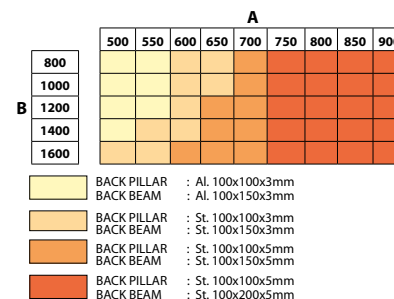 A
500 550 600 650 700 750 800 850 90
800
1000
B 1200
1400
1600
BACK PILLAR : Al. 100x100x3mm
BACK BEAM : Al. 100x150x3mm
BACK PILLAR : St. 100x100x3mm
BACK BEAM : St. 100x150x3mm
BACK PILLAR : St. 100x100x5mm
BACK BEAM : St. 100x150x5mm
BACK PILLAR : St. 100x100x5mm
BACK BEAM : St. 100x200x5mm